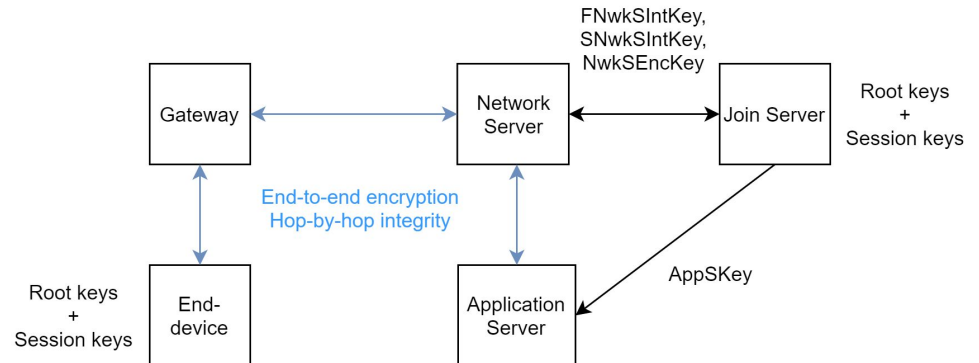 FNwkSIntKey,
SNwkSIntKey,
NwkSEncKey
Gateway
Network
Server
Join Server
Root keys
+
Session keys
End-to-end encryption
Hop-by-hop integrity
AppSKey
Root keys
+
Session keys
End-
device
Application
Server